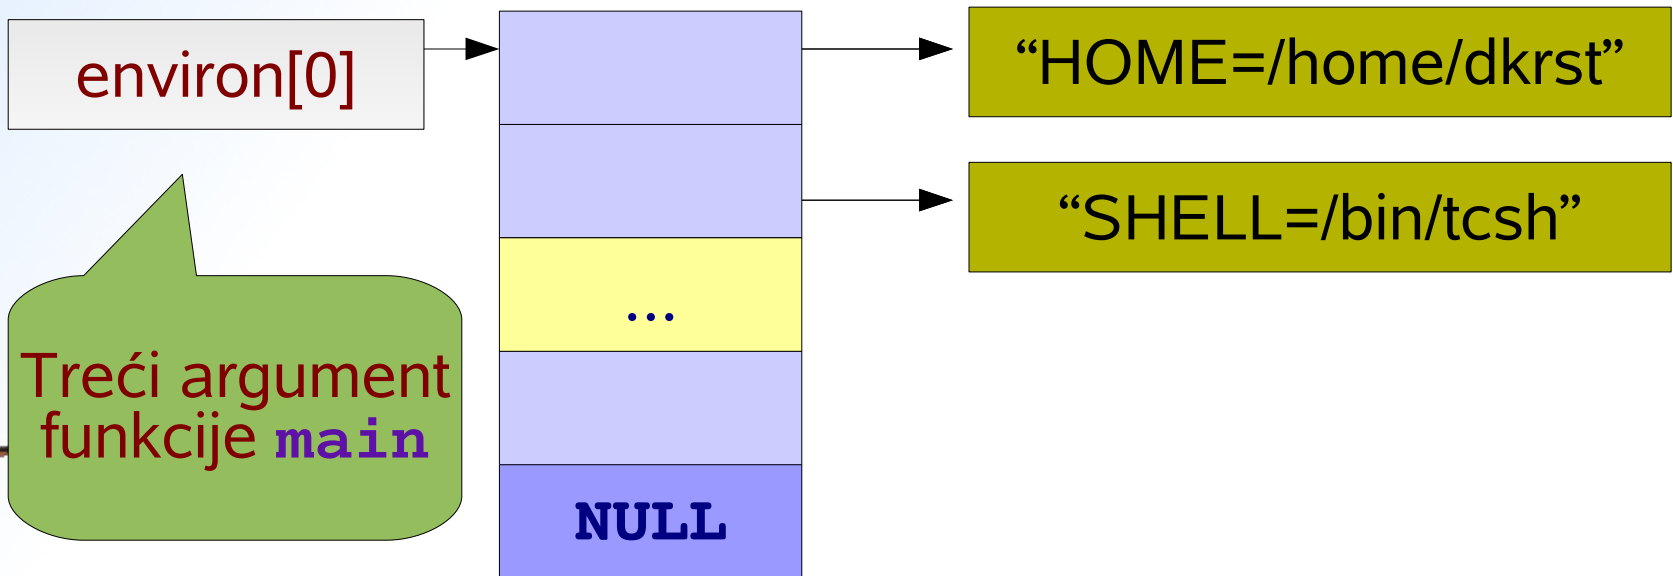 environ[0]
“HOME=/home/dkrst”
“SHELL=/bin/tcsh”
...
Treći argument
funkcije main
NULL